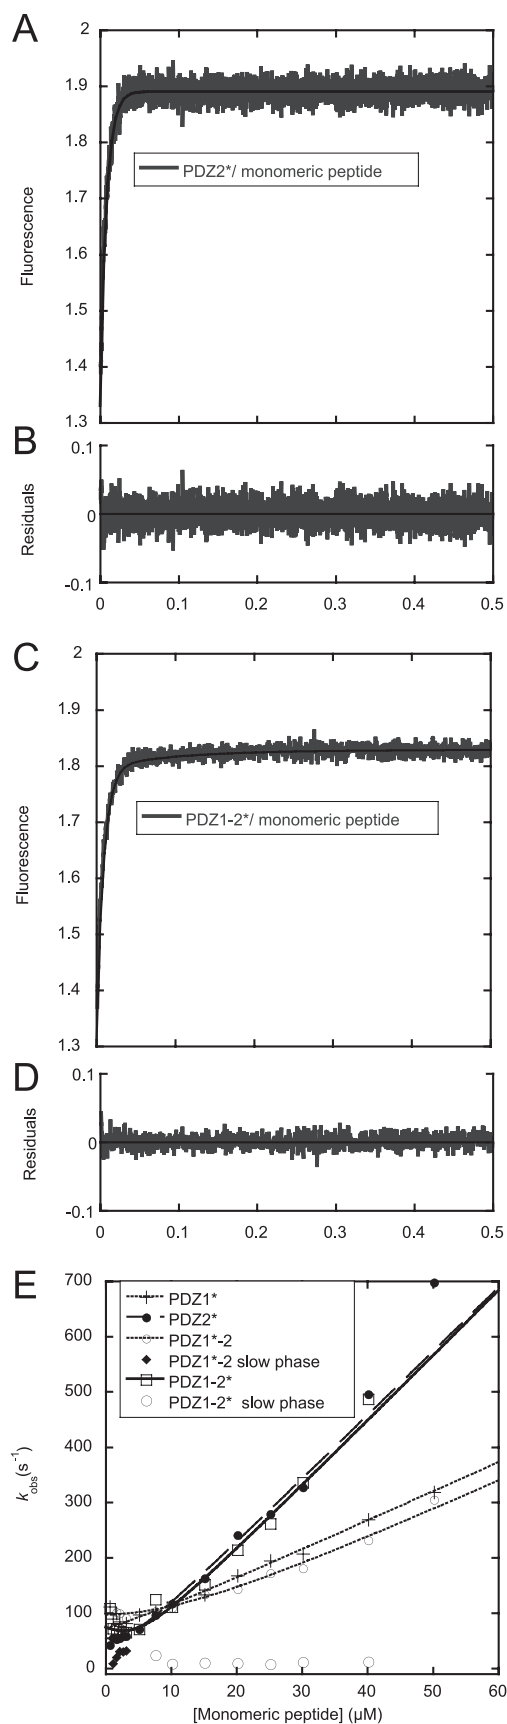 A
2
1.9
1.8
1.7
1.6
1.5
1.4
1.3
Fluorescence
PDZ2*/ monomeric peptide
B
0.1
0
-0.1
Residuals
0 0.1 0.2 0.3 0.4 0.5
C
2
1.9
1.8
1.7
1.6
1.5
1.4
1.3
Fluorescence
PDZ1-2*/ monomeric peptide
D
0.1
0
-0.1
Residuals
0 0.1 0.2 0.3 0.4 0.5
E
700
600
500
400
300
200
100
0
kobs(s-1)
PDZ1*
PDZ2*
PDZ1*-2
PDZ1*-2 slow phase
PDZ1-2*
PDZ1-2* slow phase
0 10 20 30 40 50 60
[Monomeric peptide] (µM)